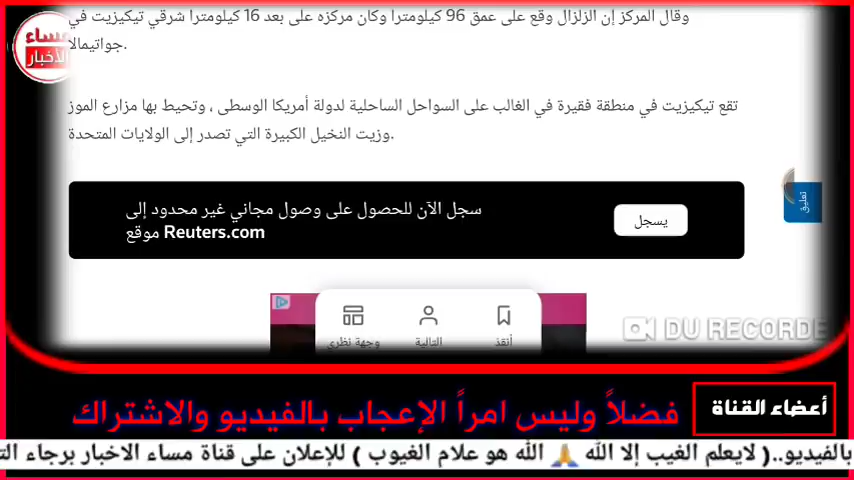 مساء
الأخبار
وقال المركز إن الزلزال وقع على عمق 96 كيلومترا وكان مركزه على بعد 16 كيلومترا شرقي تيكيزيت في
جواتيمالا.
تقع تيكيزيت في منطقة فقيرة في الغالب على السواحل الساحلية لدولة أمريكا الوسطى ، وتحيط بها مزارع الموز
وزيت النخيل الكبيرة التي تصدر إلى الولايات المتحدة.
تعليق
سجل الآن للحصول على وصول مجاني غير محدود إلى
موقع Reuters.com
يسجل
أنقذ
التالية
وجهة نظري
DU RECORDE
أعضاء القناة
فضلاً وليس امراً الإعجاب بالفيديو والاشتراك
بالفيديو..( لايعلم الغيب إلا الله 🙏 الله هو علام الغيوب ) للإعلان على قناة مساء الاخبار برجاء